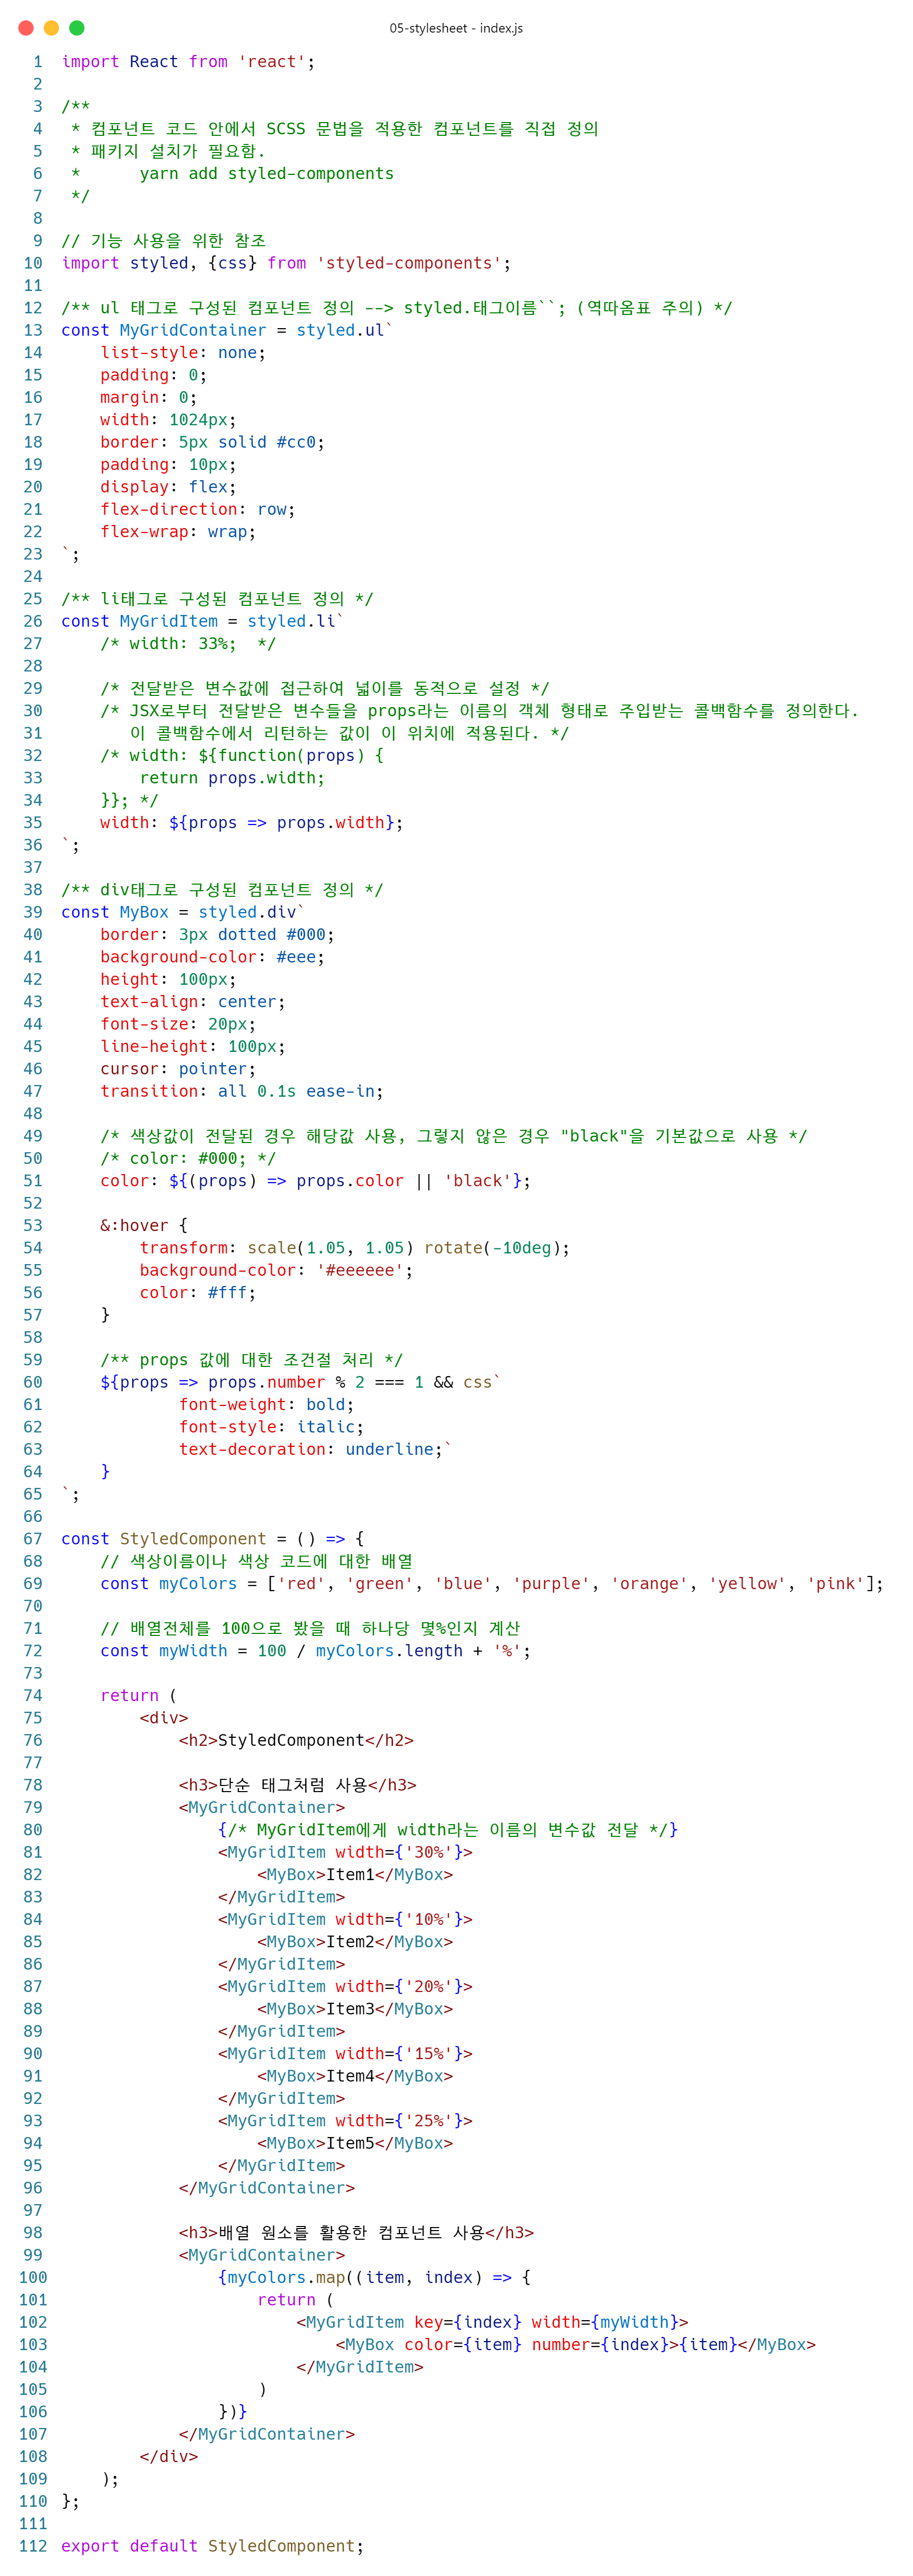 05-stylesheet - index.js
1 import React from 'react';
2
3 /**
4  * 컴포넌트 코드 안에서 SCSS 문법을 적용한 컴포넌트를 직접 정의
5  * 패키지 설치가 필요함.
6  *      yarn add styled-components
7  */
8
9 // 기능 사용을 위한 참조
10 import styled, {css} from 'styled-components';
11
12 /** ul 태그로 구성된 컴포넌트 정의 --> styled.태그이름``; (역따옴표 주의) */
13 const MyGridContainer = styled.ul`
14     list-style: none;
15     padding: 0;
16     margin: 0;
17     width: 1024px;
18     border: 5px solid #cc0;
19     padding: 10px;
20     display: flex;
21     flex-direction: row;
22     flex-wrap: wrap;
23 `;
24
25 /** li태그로 구성된 컴포넌트 정의 */
26 const MyGridItem = styled.li`
27     /* width: 33%;  */
28
29     /* 전달받은 변수값에 접근하여 넓이를 동적으로 설정 */
30     /* JSX로부터 전달받은 변수들을 props라는 이름의 객체 형태로 주입받는 콜백함수를 정의한다.
31        이 콜백함수에서 리턴하는 값이 이 위치에 적용된다. */
32     /* width: ${function(props) {
33         return props.width;
34     }}; */
35     width: ${props => props.width};
36 `;
37
38 /** div태그로 구성된 컴포넌트 정의 */
39 const MyBox = styled.div`
40     border: 3px dotted #000;
41     background-color: #eee;
42     height: 100px;
43     text-align: center;
44     font-size: 20px;
45     line-height: 100px;
46     cursor: pointer;
47     transition: all 0.1s ease-in;
48
49     /* 색상값이 전달된 경우 해당값 사용, 그렇지 않은 경우 "black"을 기본값으로 사용 */
50     /* color: #000; */
51     color: ${(props) => props.color || 'black'};
52
53     &:hover {
54         transform: scale(1.05, 1.05) rotate(-10deg);
55         background-color: '#eeeeee';
56         color: #fff;
57     }
58
59     /** props 값에 대한 조건절 처리 */
60     ${props => props.number % 2 === 1 && css`
61             font-weight: bold;
62             font-style: italic;
63             text-decoration: underline;`
64     }
65 `;
66
67 const StyledComponent = () => {
68     // 색상이름이나 색상 코드에 대한 배열
69     const myColors = ['red', 'green', 'blue', 'purple', 'orange', 'yellow', 'pink'];
70
71     // 배열전체를 100으로 봤을 때 하나당 몇%인지 계산
72     const myWidth = 100 / myColors.length + '%';
73
74     return (
75         <div>
76             <h2>StyledComponent</h2>
77
78             <h3>단순 태그처럼 사용</h3>
79             <MyGridContainer>
80                 {/* MyGridItem에게 width라는 이름의 변수값 전달 */}
81                 <MyGridItem width={'30%'}>
82                     <MyBox>Item1</MyBox>
83                 </MyGridItem>
84                 <MyGridItem width={'10%'}>
85                     <MyBox>Item2</MyBox>
86                 </MyGridItem>
87                 <MyGridItem width={'20%'}>
88                     <MyBox>Item3</MyBox>
89                 </MyGridItem>
90                 <MyGridItem width={'15%'}>
91                     <MyBox>Item4</MyBox>
92                 </MyGridItem>
93                 <MyGridItem width={'25%'}>
94                     <MyBox>Item5</MyBox>
95                 </MyGridItem>
96             </MyGridContainer>
97
98             <h3>배열 원소를 활용한 컴포넌트 사용</h3>
99             <MyGridContainer>
100                 {myColors.map((item, index) => {
101                     return (
102                         <MyGridItem key={index} width={myWidth}>
103                             <MyBox color={item} number={index}>{item}</MyBox>
104                         </MyGridItem>
105                     )
106                 })}
107             </MyGridContainer>
108         </div>
109     );
110 };
111
112 export default StyledComponent;